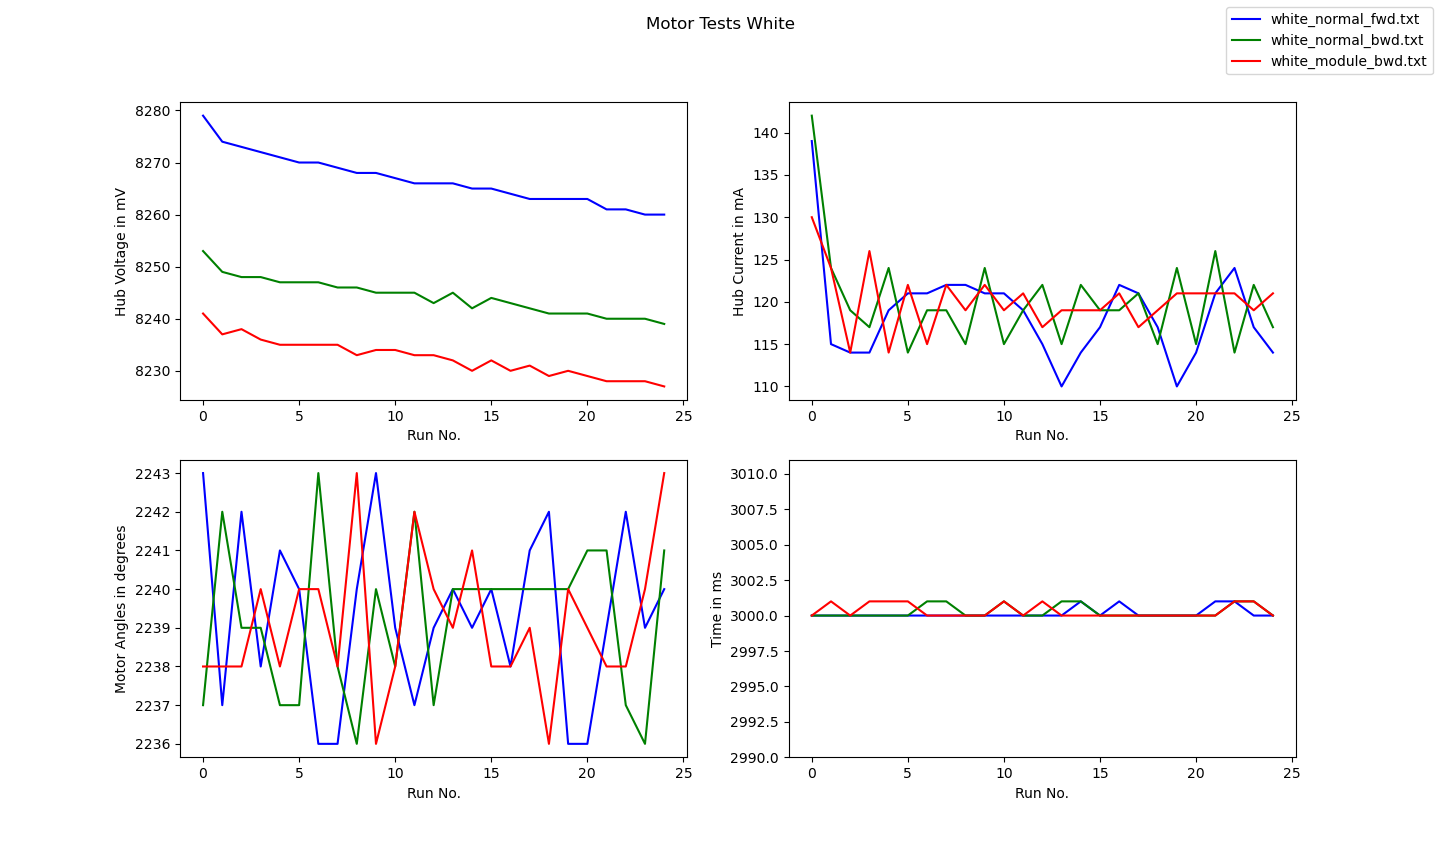 Motor Tests White
white_normal_fwd.txt
white_normal_bwd.txt
white_module_bwd.txt
Hub Voltage in mV
8280
8270
8260
8250
8240
8230
0 5 10 15 20 25
Run No.
Hub Current in mA
140
135
130
125
120
115
110
0 5 10 15 20 25
Run No.
Motor Angles in degrees
2243
2242
2241
2240
2239
2238
2237
2236
0 5 10 15 20 25
Run No.
Time in ms
3010.0
3007.5
3005.0
3002.5
3000.0
2997.5
2995.0
2992.5
2990.0
0 5 10 15 20 25
Run No.